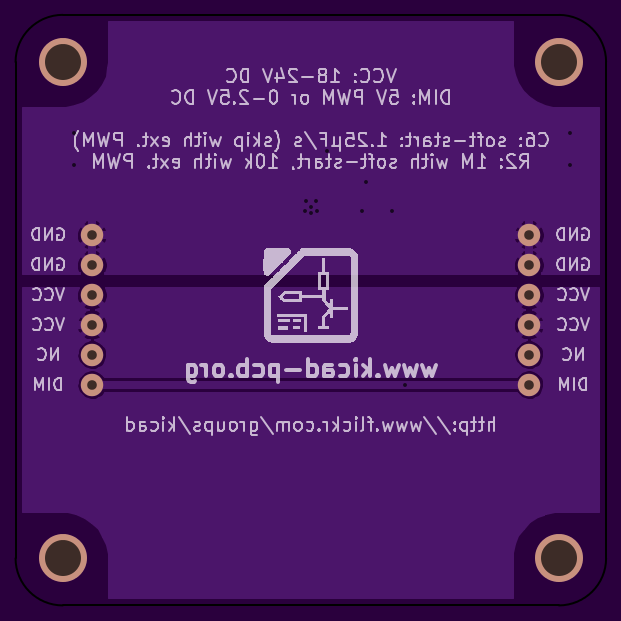 VCC: 18-24V DC
DIM: 5V PWM or 0-2.5V DC
C6: soft-start: 1.25µF/s (skip with ext. PWM)
R2: 1M with soft-start, 10k with ext. PWM
GND GND
GND GND
VCC VCC
VCC VCC
NC NC
DIM DIM
www.kicad-pcb.org
http://www.flickr.com/groups/kicad